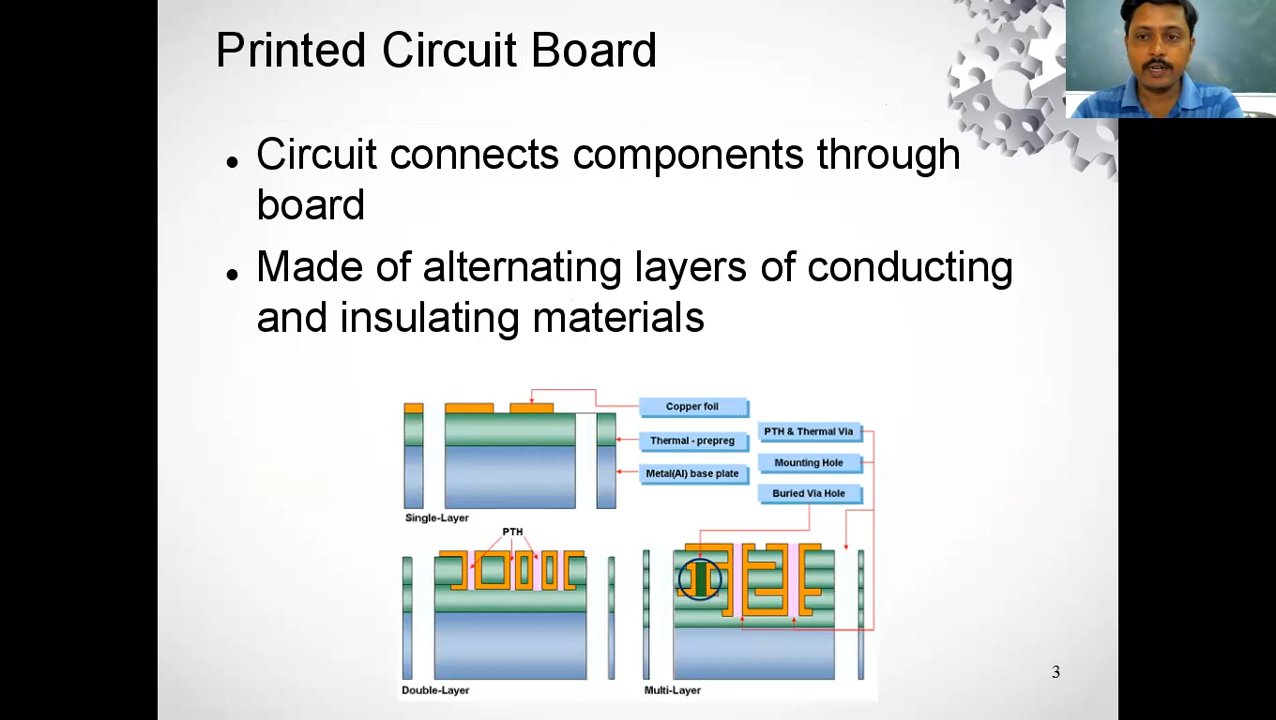 Printed Circuit Board
● Circuit connects components through
board
● Made of alternating layers of conducting
and insulating materials
Copper foil
Thermal - prepreg
Metal(Al) base plate
PTH & Thermal Via
Mounting Hole
Buried Via Hole
Single-Layer
PTH
Double-Layer
Multi-Layer
3